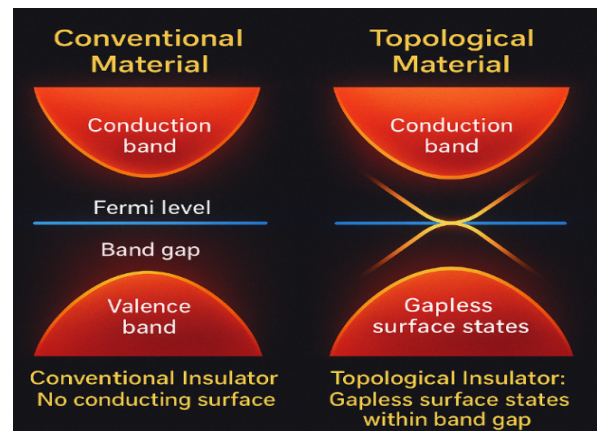 Conventional
Material
Conduction
band
Fermi level
Band gap
Valence
band
Conventional Insulator
No conducting surface
Topological
Material
Conduction
band
Gapless
surface states
Topological Insulator:
Gapless surface states
within band gap